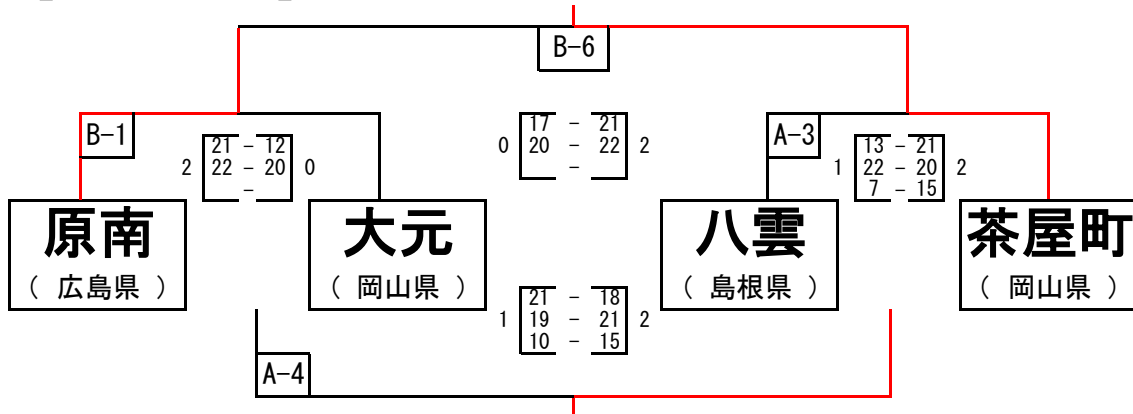 B-6
B-1
A-3
17 - 21
0 20 - 22 2
-
21 - 12
2 22 - 20 0
-
13 - 21
1 22 - 20 2
7 - 15
原南
( 広島県 )
大元
( 岡山県 )
八雲
( 島根県 )
茶屋町
( 岡山県 )
21 - 18
1 19 - 21 2
10 - 15
A-4